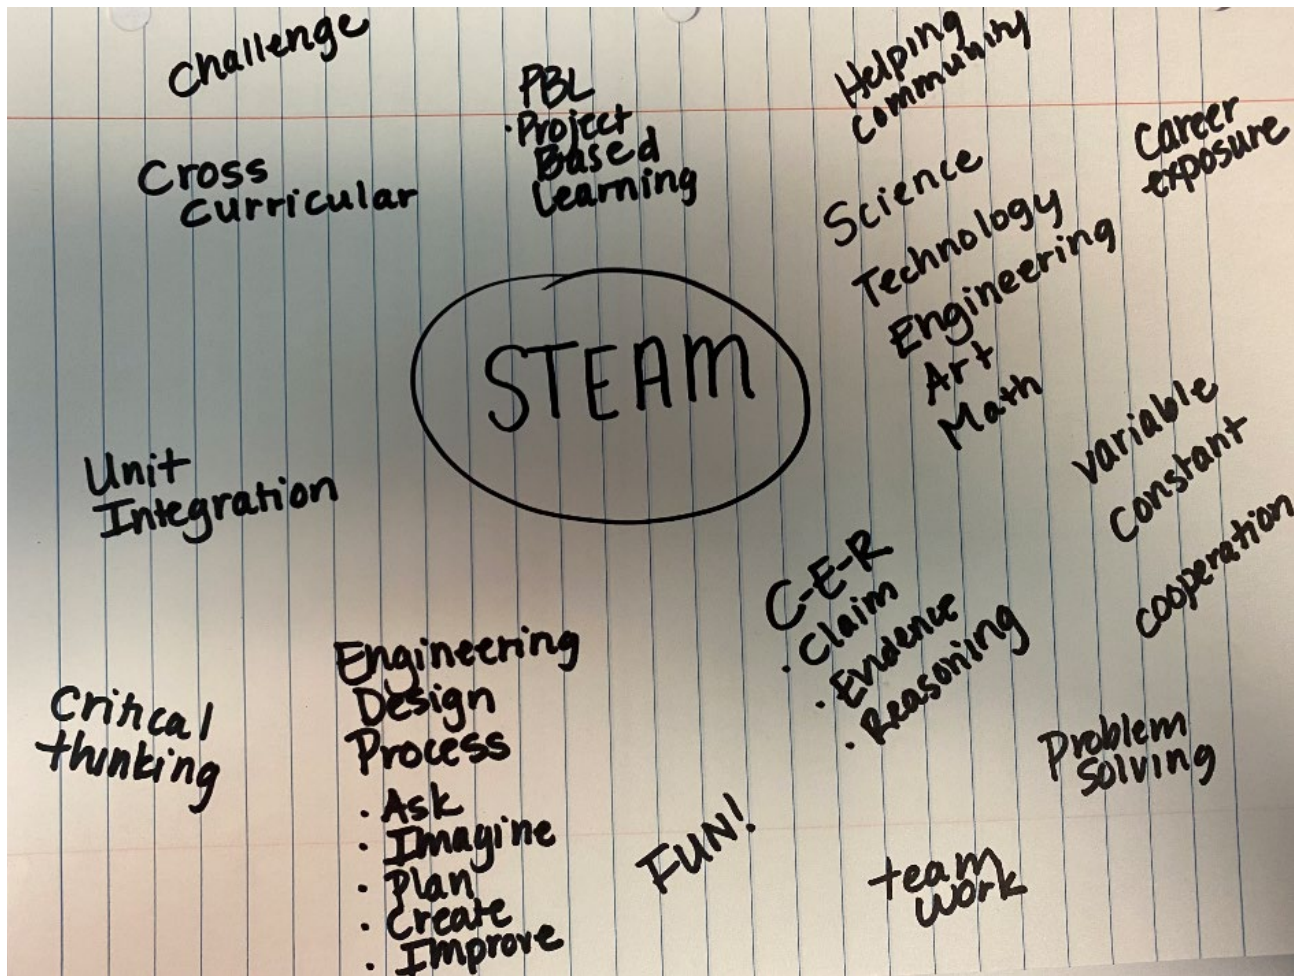 Challenge
PBL
· Project
Based
Learning
Helping
Community
Career
exposure
Cross
curricular
Science
Technology
Engineering
Art
Math
STEAM
Unit
Integration
variable
Constant
cooperation
C-E-R
· Claim
· Evidence
· Reasoning
Critical
thinking
Engineering
Design
Process
· Ask
· Imagine
· Plan
· Create
· Improve
Problem
solving
FUN!
team
work